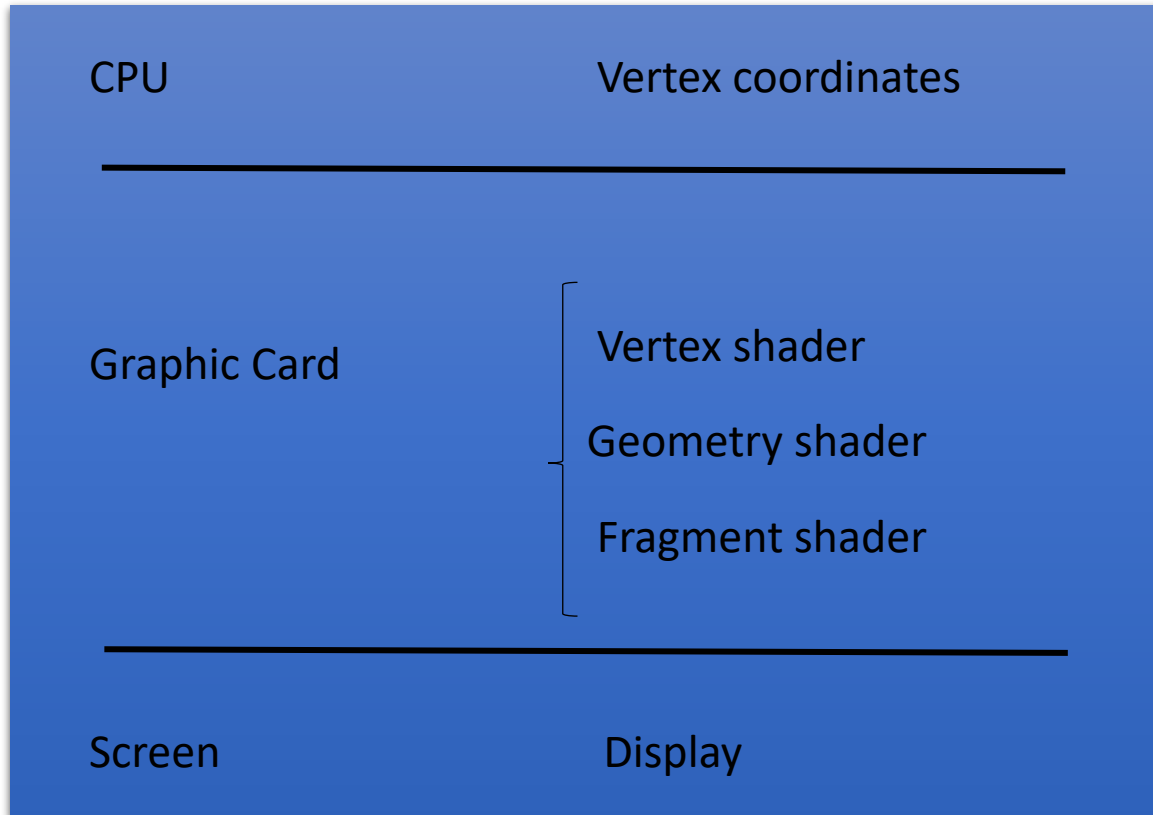 CPU Vertex coordinates
Graphic Card
Vertex shader
Geometry shader
Fragment shader
Screen Display